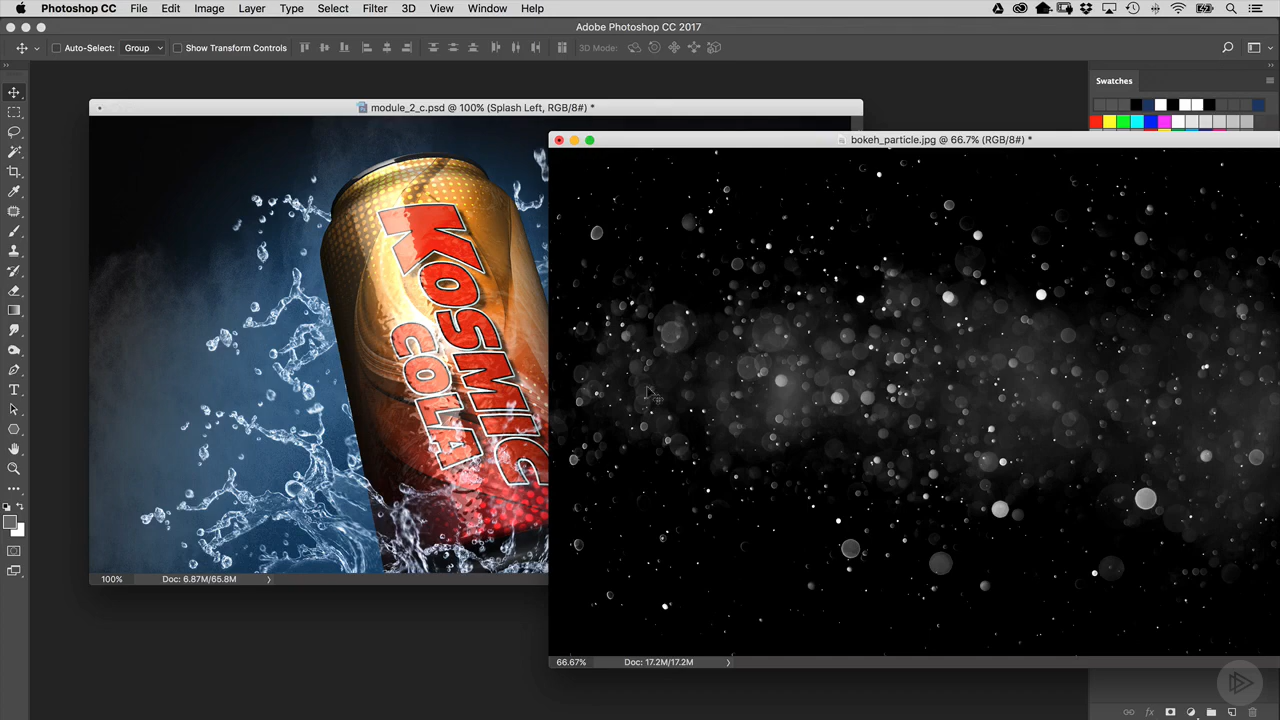 Photoshop CC File Edit Image Layer Type Select Filter 3D View Window Help
Adobe Photoshop CC 2017
Auto-Select: Group Show Transform Controls 3D Mode:
Swatches
module_2_c.psd @ 100% (Splash Left, RGB/8#) *
bokeh_particle.jpg @ 66.7% (RGB/8#) *
KOSMIC
COLA
100% Doc: 6.87M/65.8M
66.67% Doc: 17.2M/17.2M
fx